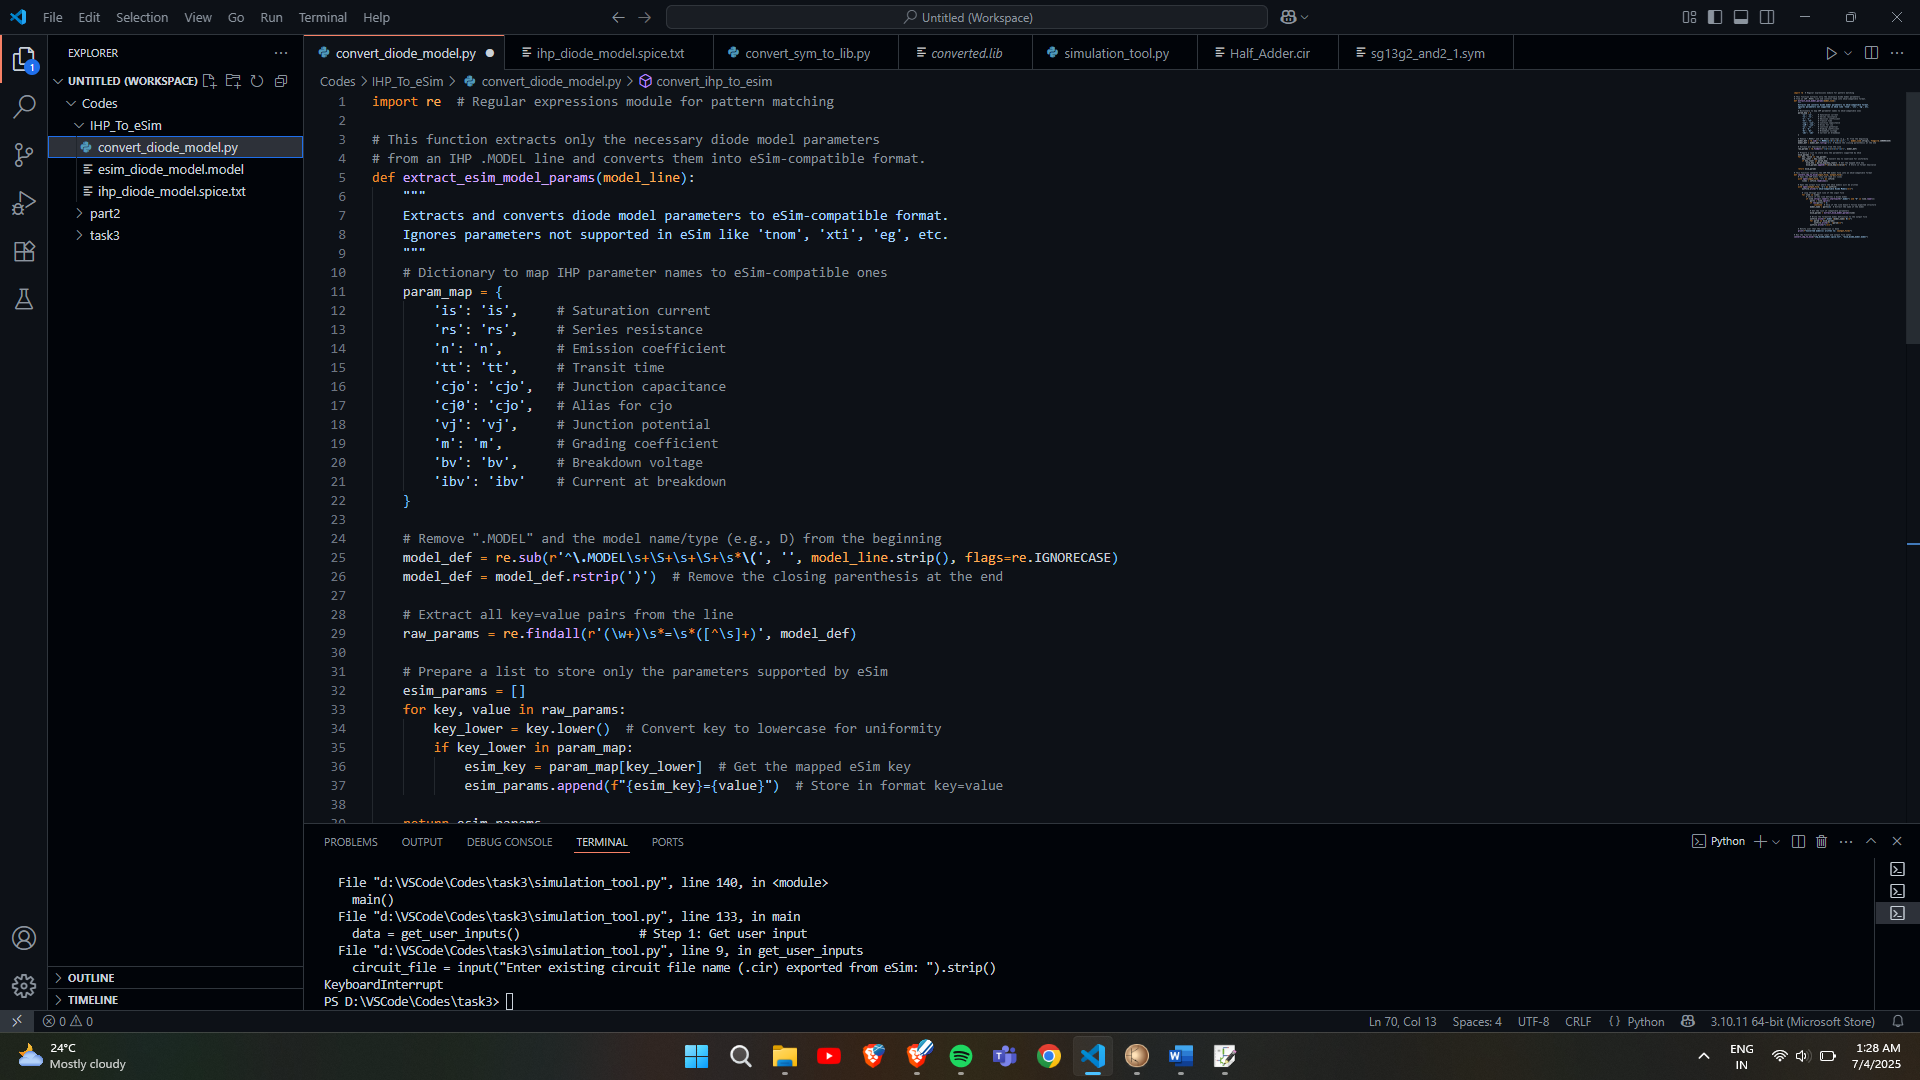 File Edit Selection View Go Run Terminal Help
Untitled (Workspace)
EXPLORER
convert_diode_model.py
ihp_diode_model.spice.txt
convert_sym_to_lib.py
converted.lib
simulation_tool.py
Half_Adder.cir
sg13g2_and2_1.sym
1
UNTITLED (WORKSPACE)
Codes
IHP_To_eSim
convert_diode_model.py
esim_diode_model.model
ihp_diode_model.spice.txt
part2
task3
OUTLINE
TIMELINE
Codes > IHP_To_eSim > convert_diode_model.py > convert_ihp_to_esim
1 import re  # Regular expressions module for pattern matching
2
3 # This function extracts only the necessary diode model parameters
4 # from an IHP .MODEL line and converts them into eSim-compatible format.
5 def extract_esim_model_params(model_line):
6     """
7     Extracts and converts diode model parameters to eSim-compatible format.
8     Ignores parameters not supported in eSim like 'tnom', 'xti', 'eg', etc.
9     """
10     # Dictionary to map IHP parameter names to eSim-compatible ones
11     param_map = {
12         'is': 'is',     # Saturation current
13         'rs': 'rs',     # Series resistance
14         'n': 'n',       # Emission coefficient
15         'tt': 'tt',     # Transit time
16         'cjo': 'cjo',   # Junction capacitance
17         'cj0': 'cjo',   # Alias for cjo
18         'vj': 'vj',     # Junction potential
19         'm': 'm',       # Grading coefficient
20         'bv': 'bv',     # Breakdown voltage
21         'ibv': 'ibv'    # Current at breakdown
22     }
23
24     # Remove ".MODEL" and the model name/type (e.g., D) from the beginning
25     model_def = re.sub(r'^\.MODEL\s+\S+\s+\S+\s*\(', '', model_line.strip(), flags=re.IGNORECASE)
26     model_def = model_def.rstrip(')')  # Remove the closing parenthesis at the end
27
28     # Extract all key=value pairs from the line
29     raw_params = re.findall(r'(\w+)\s*=\s*([^\s]+)', model_def)
30
31     # Prepare a list to store only the parameters supported by eSim
32     esim_params = []
33     for key, value in raw_params:
34         key_lower = key.lower()  # Convert key to lowercase for uniformity
35         if key_lower in param_map:
36             esim_key = param_map[key_lower]  # Get the mapped eSim key
37             esim_params.append(f"{esim_key}={value}")  # Store in format key=value
38
39     return esim_params
PROBLEMS OUTPUT DEBUG CONSOLE TERMINAL PORTS
Python
  File "d:\VSCode\Codes\task3\simulation_tool.py", line 140, in <module>
    main()
  File "d:\VSCode\Codes\task3\simulation_tool.py", line 133, in main
    data = get_user_inputs()               # Step 1: Get user input
  File "d:\VSCode\Codes\task3\simulation_tool.py", line 9, in get_user_inputs
    circuit_file = input("Enter existing circuit file name (.cir) exported from eSim: ").strip()
KeyboardInterrupt
PS D:\VSCode\Codes\task3>
0 0
Ln 70, Col 13 Spaces: 4 UTF-8 CRLF {} Python 3.10.11 64-bit (Microsoft Store)
24°C
Mostly cloudy
ENG
IN
1:28 AM
7/4/2025